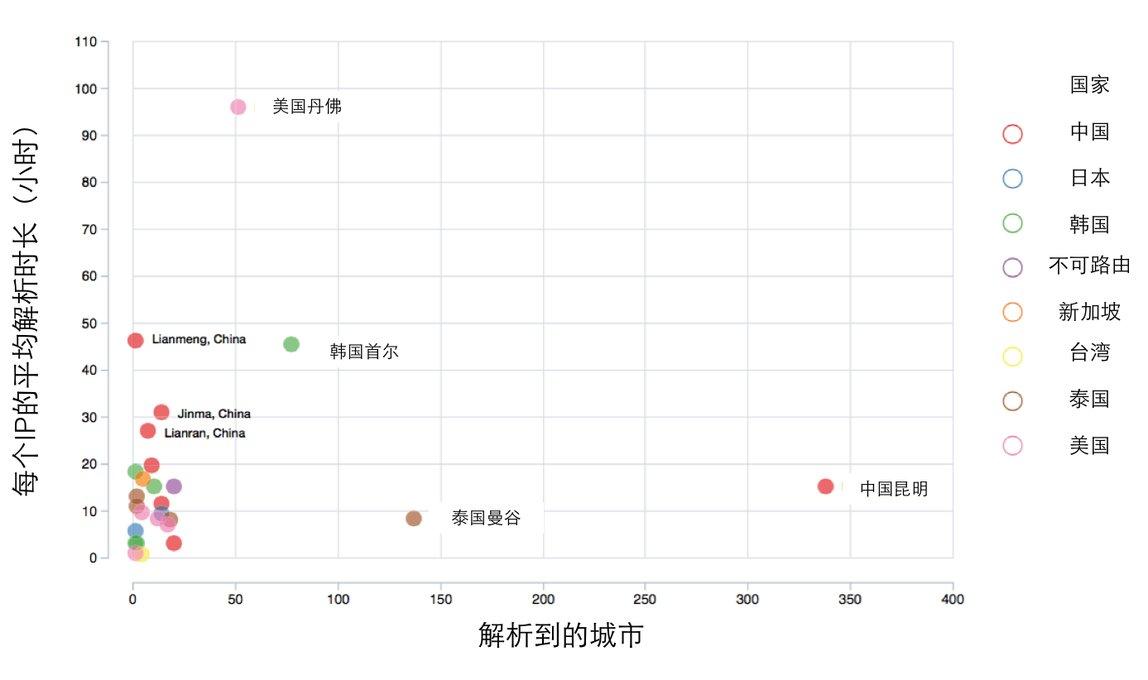 110
100
90
80
70
60
50
40
30
20
10
0
每个IP的平均解析时长（小时）
美国丹佛
Lianmeng, China
韩国首尔
Jinma, China
Lianran, China
中国昆明
泰国曼谷
0 50 100 150 200 250 300 350 400
解析到的城市
国家
中国
日本
韩国
不可路由
新加坡
台湾
泰国
美国